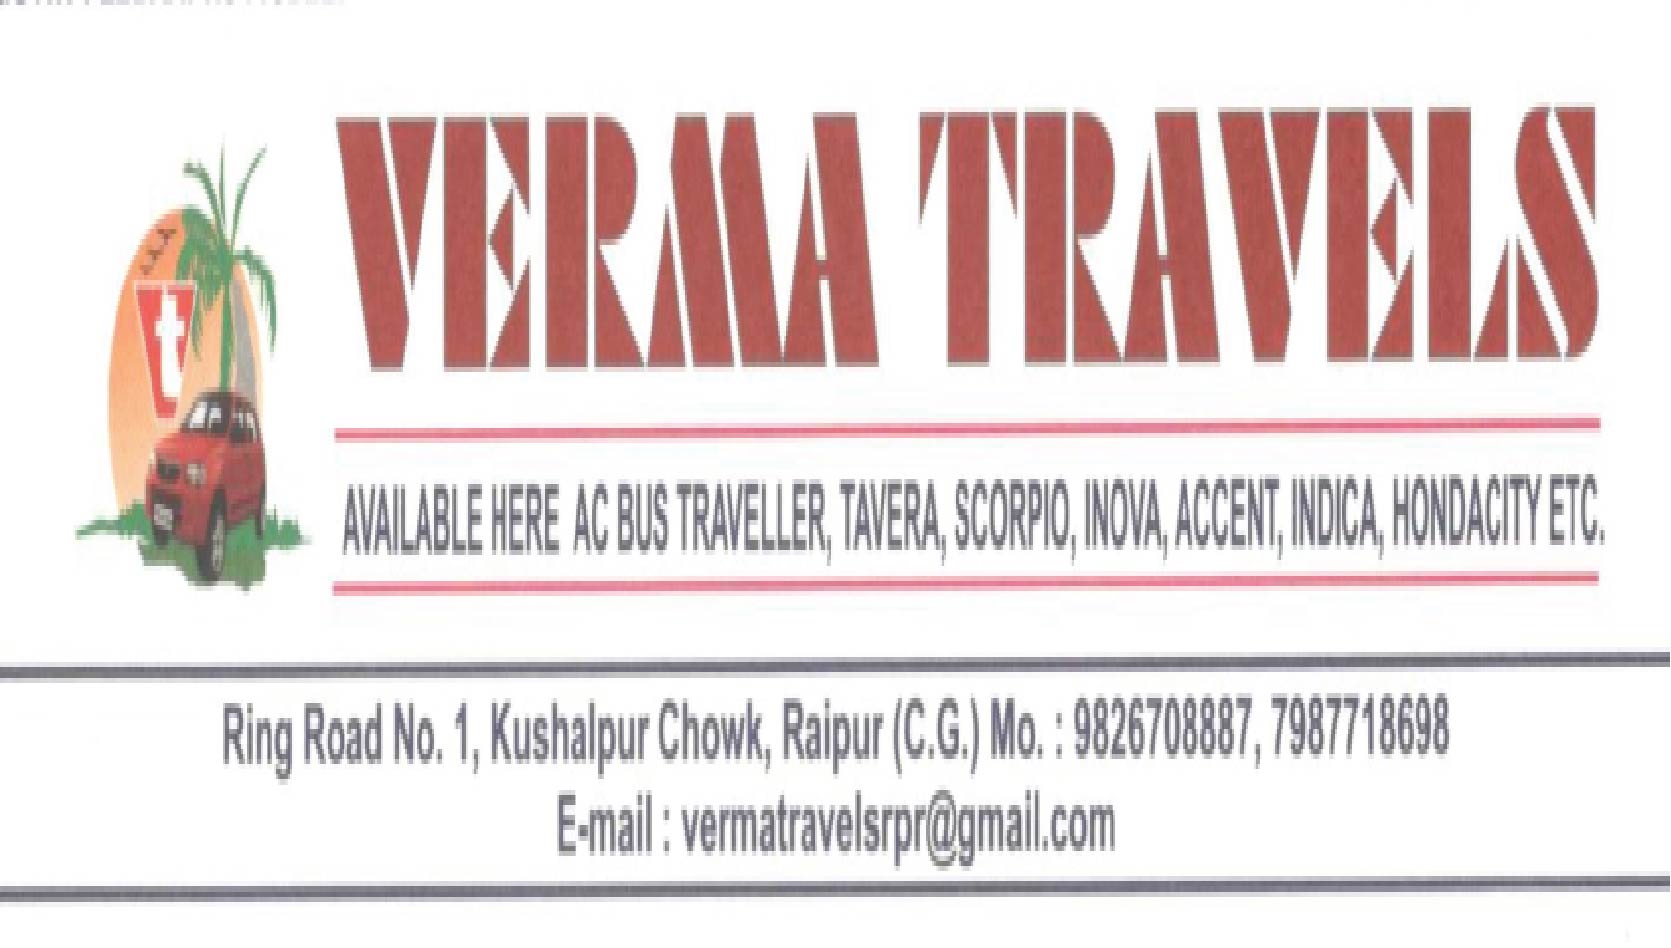 VERMA TRAVELS
t
AVAILABLE HERE AC BUS TRAVELLER, TAVERA, SCORPIO, INOVA, ACCENT, INDICA, HONDACITY ETC.
Ring Road No. 1, Kushalpur Chowk, Raipur (C.G.) Mo. : 9826708887, 7987718698
E-mail : vermatravelsrpr@gmail.com